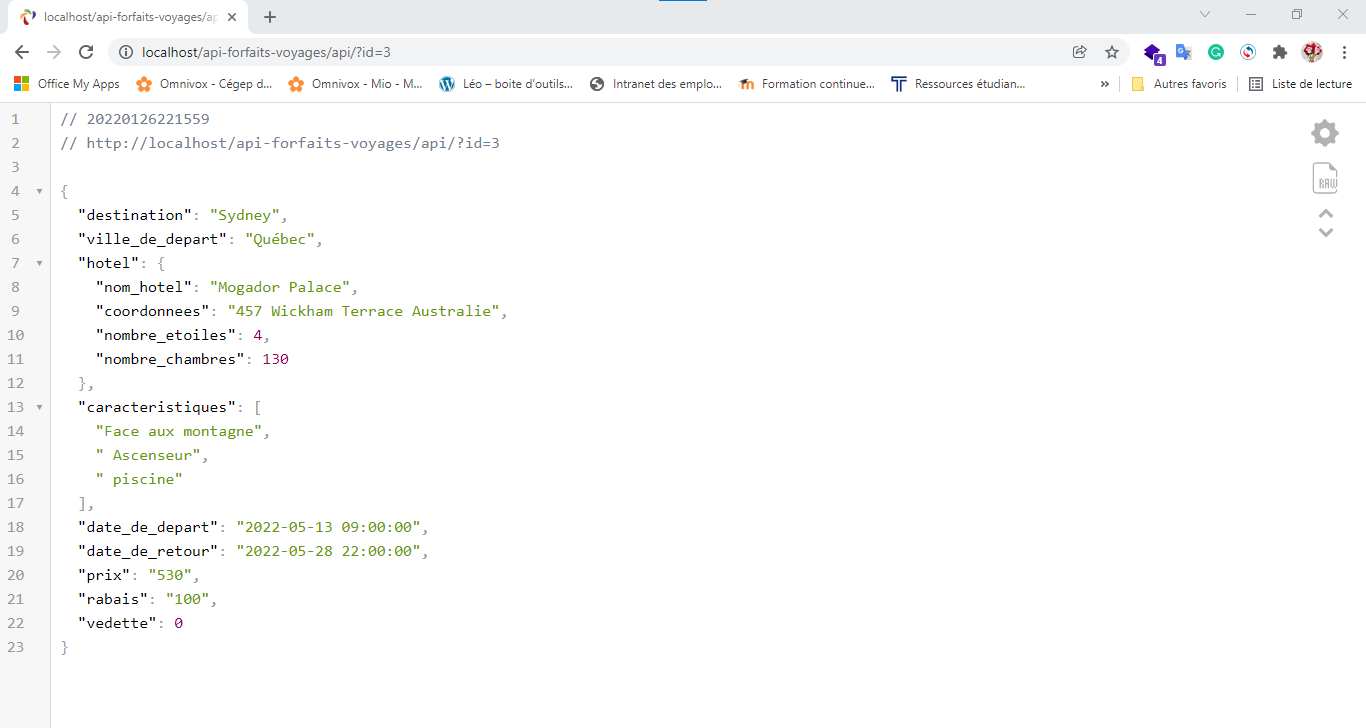 localhost/api-forfaits-voyages/ap
localhost/api-forfaits-voyages/api/?id=3
4
Office My Apps
Omnivox - Cégep d...
Omnivox - Mio - M...
Léo – boite d'outils...
Intranet des emplo...
Formation continue...
Ressources étudian...
»
Autres favoris
Liste de lecture
1 // 20220126221559
2 // http://localhost/api-forfaits-voyages/api/?id=3
3
4 {
5 "destination": "Sydney",
6 "ville_de_depart": "Québec",
7 "hotel": {
8 "nom_hotel": "Mogador Palace",
9 "coordonnees": "457 Wickham Terrace Australie",
10 "nombre_etoiles": 4,
11 "nombre_chambres": 130
12 },
13 "caracteristiques": [
14 "Face aux montagne",
15 " Ascenseur",
16 " piscine"
17 ],
18 "date_de_depart": "2022-05-13 09:00:00",
19 "date_de_retour": "2022-05-28 22:00:00",
20 "prix": "530",
21 "rabais": "100",
22 "vedette": 0
23 }
RAW